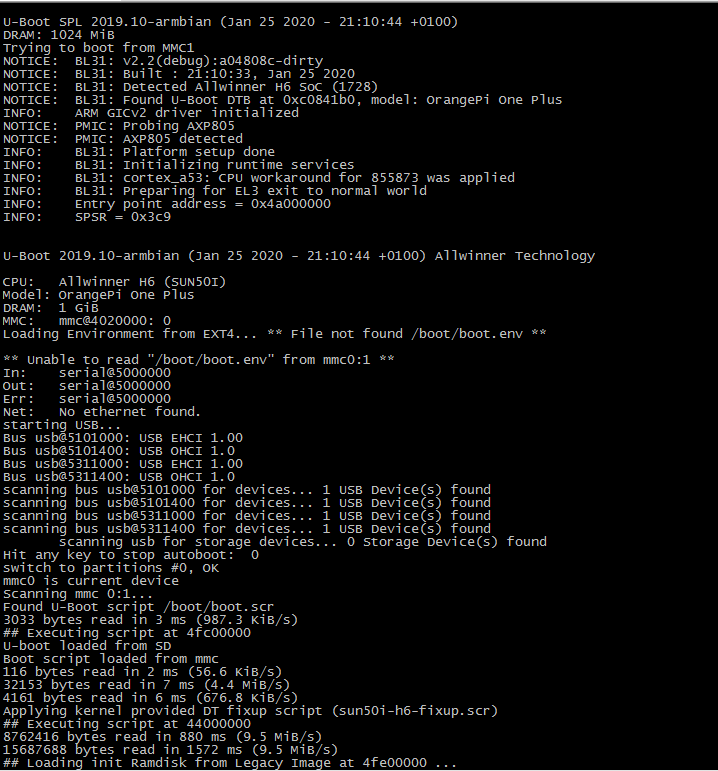 U-Boot SPL 2019.10-armbian (Jan 25 2020 - 21:10:44 +0100)
DRAM: 1024 MiB
Trying to boot from MMC1
NOTICE:  BL31: v2.2(debug):a04808c-dirty
NOTICE:  BL31: Built : 21:10:33, Jan 25 2020
NOTICE:  BL31: Detected Allwinner H6 SoC (1728)
NOTICE:  BL31: Found U-Boot DTB at 0xc0841b0, model: OrangePi One Plus
INFO:    ARM GICv2 driver initialized
NOTICE:  PMIC: Probing AXP805
NOTICE:  PMIC: AXP805 detected
INFO:    BL31: Platform setup done
INFO:    BL31: Initializing runtime services
INFO:    BL31: cortex_a53: CPU workaround for 855873 was applied
INFO:    BL31: Preparing for EL3 exit to normal world
INFO:    Entry point address = 0x4a000000
INFO:    SPSR = 0x3c9
U-Boot 2019.10-armbian (Jan 25 2020 - 21:10:44 +0100) Allwinner Technology
CPU:   Allwinner H6 (SUN50I)
Model: OrangePi One Plus
DRAM:  1 GiB
MMC:   mmc@4020000: 0
Loading Environment from EXT4... ** File not found /boot/boot.env **
** Unable to read "/boot/boot.env" from mmc0:1 **
In:    serial@5000000
Out:   serial@5000000
Err:   serial@5000000
Net:   No ethernet found.
starting USB...
Bus usb@5101000: USB EHCI 1.00
Bus usb@5101400: USB OHCI 1.0
Bus usb@5311000: USB EHCI 1.00
Bus usb@5311400: USB OHCI 1.0
scanning bus usb@5101000 for devices... 1 USB Device(s) found
scanning bus usb@5101400 for devices... 1 USB Device(s) found
scanning bus usb@5311000 for devices... 1 USB Device(s) found
scanning bus usb@5311400 for devices... 1 USB Device(s) found
       scanning usb for storage devices... 0 Storage Device(s) found
Hit any key to stop autoboot:  0
switch to partitions #0, OK
mmc0 is current device
Scanning mmc 0:1...
Found U-Boot script /boot/boot.scr
3033 bytes read in 3 ms (987.3 KiB/s)
## Executing script at 4fc00000
U-boot loaded from SD
Boot script loaded from mmc
116 bytes read in 2 ms (56.6 KiB/s)
32153 bytes read in 7 ms (4.4 MiB/s)
4161 bytes read in 6 ms (676.8 KiB/s)
Applying kernel provided DT fixup script (sun50i-h6-fixup.scr)
## Executing script at 44000000
8762416 bytes read in 880 ms (9.5 MiB/s)
15687688 bytes read in 1572 ms (9.5 MiB/s)
## Loading init Ramdisk from Legacy Image at 4fe00000 ...